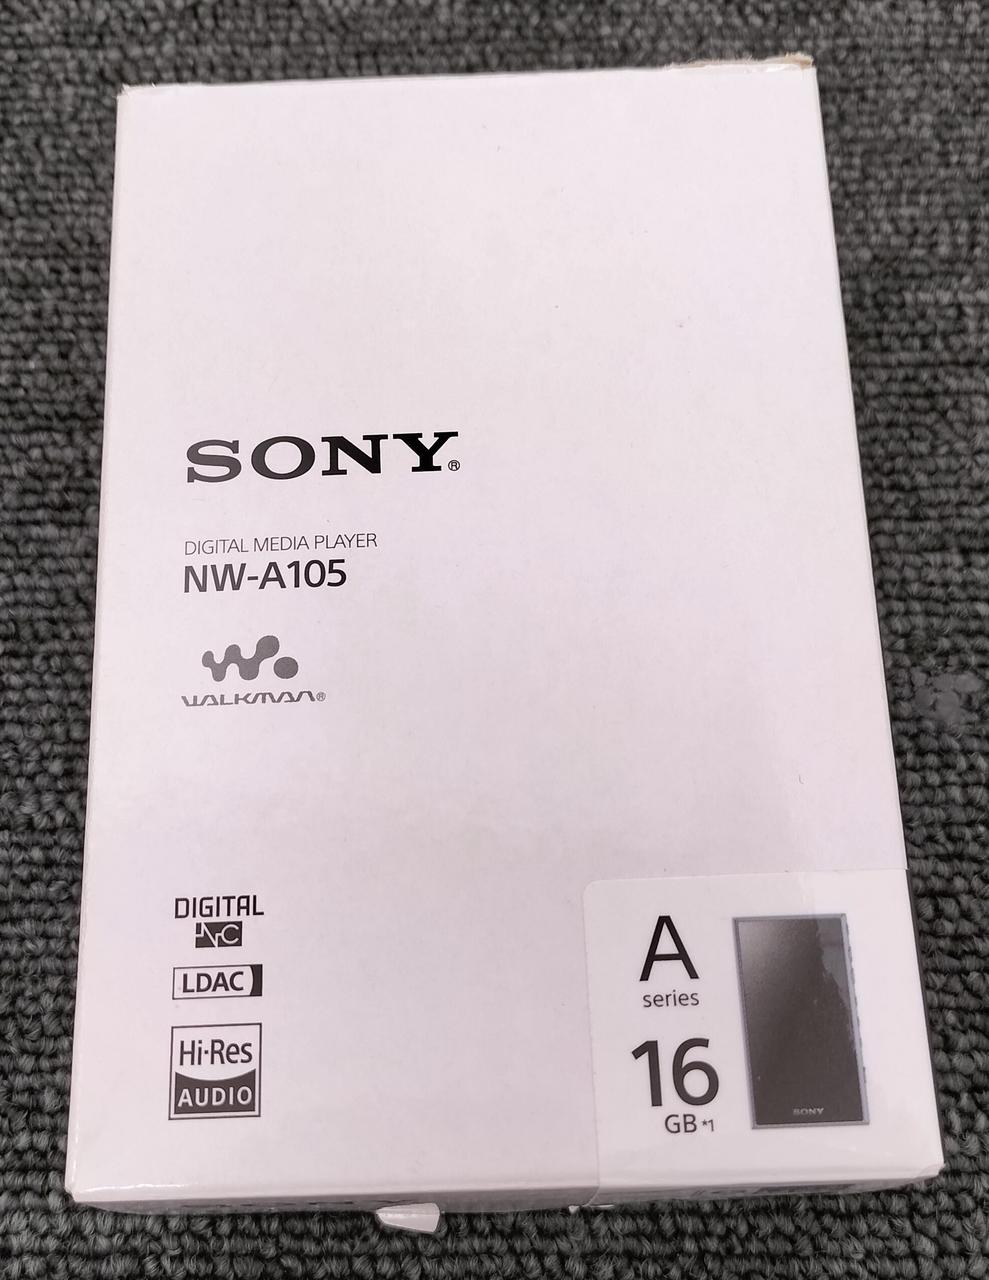 SONY®
DIGITAL MEDIA PLAYER
NW-A105
WALKMAN®
DIGITAL
NC
LDAC
Hi-Res
AUDIO
A
series
16
GB *1
SONY